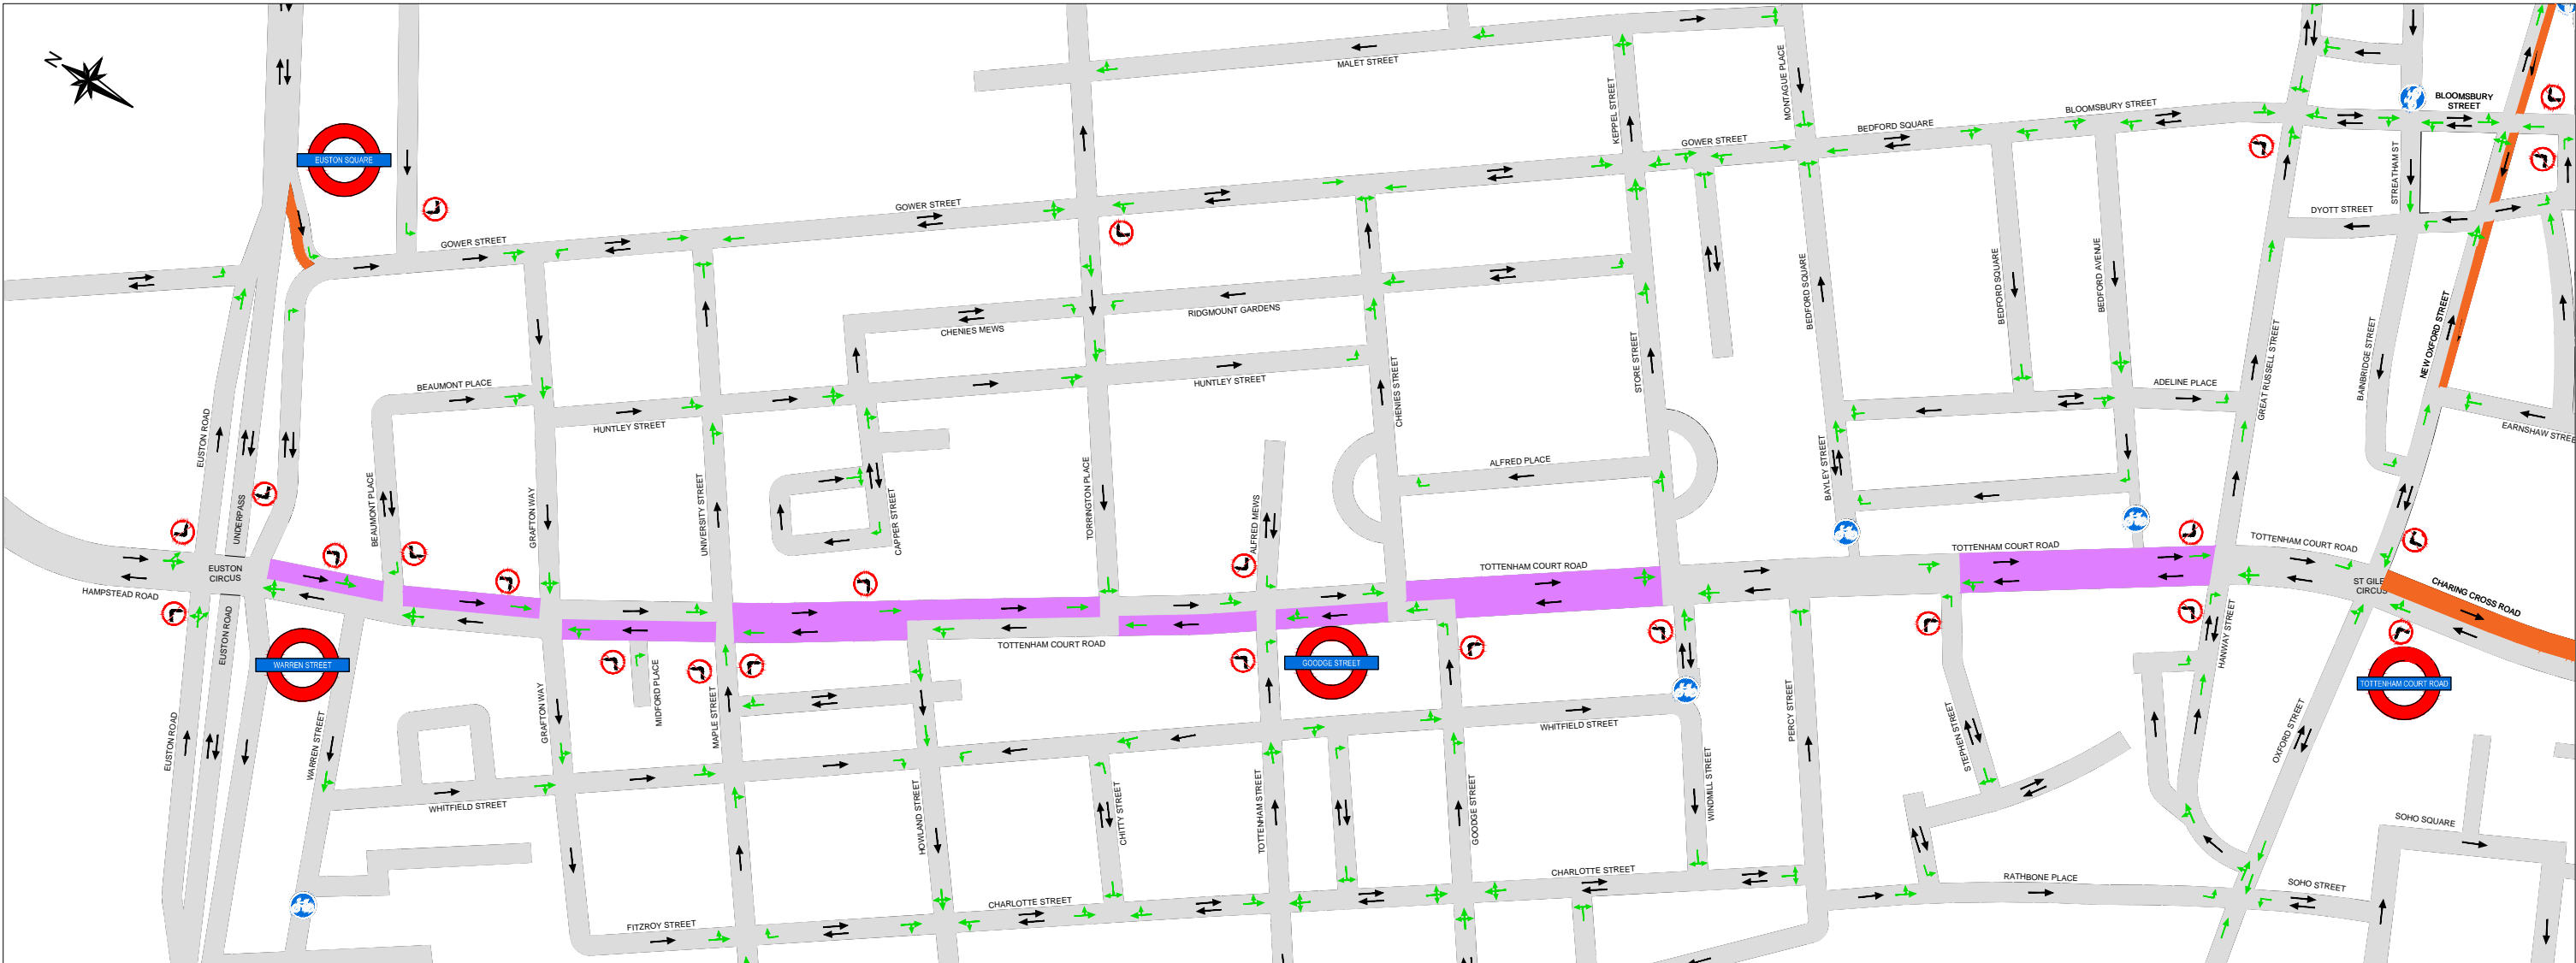 N
MALET STREET
KEPPEL STREET
MONTAGUE PLACE
BLOOMSBURY STREET
BLOOMSBURY
STREET
BEDFORD SQUARE
GOWER STREET
EUSTON SQUARE
STREATHAM ST
DYOTT STREET
GOWER STREET
GOWER STREET
BEDFORD SQUARE
BEDFORD SQUARE
BEDFORD AVENUE
RIDGMOUNT GARDENS
CHENIES MEWS
STORE STREET
GREAT RUSSELL STREET
BAINBRIDGE STREET
NEW OXFORD STREET
BEAUMONT PLACE
HUNTLEY STREET
HUNTLEY STREET
CHENIES STREET
ADELINE PLACE
EARNSHAW STREE
EUSTON ROAD
UNDERPASS
BEAUMONT PLACE
GRAFTON WAY
UNIVERSITY STREET
CAPPER STREET
TORRINGTON PLACE
ALFRED MEWS
ALFRED PLACE
BAYLEY STREET
TOTTENHAM COURT ROAD
TOTTENHAM COURT ROAD
TOTTENHAM COURT ROAD
EUSTON
CIRCUS
HAMPSTEAD ROAD
ST GILE
CIRCUS
CHARING CROSS ROAD
EUSTON ROAD
WARREN STREET
TOTTENHAM COURT ROAD
GOODGE STREET
HANWAY STREET
TOTTENHAM COURT ROAD
EUSTON ROAD
WARREN STREET
GRAFTON WAY
MIDFORD PLACE
MAPLE STREET
WHITFIELD STREET
PERCY STREET
STEPHEN STREET
OXFORD STREET
WHITFIELD STREET
HOWLAND STREET
CHITTY STREET
TOTTENHAM STREET
GOODGE STREET
WINDMILL STREET
SOHO SQUARE
CHARLOTTE STREET
RATHBONE PLACE
SOHO STREET
CHARLOTTE STREET
FITZROY STREET